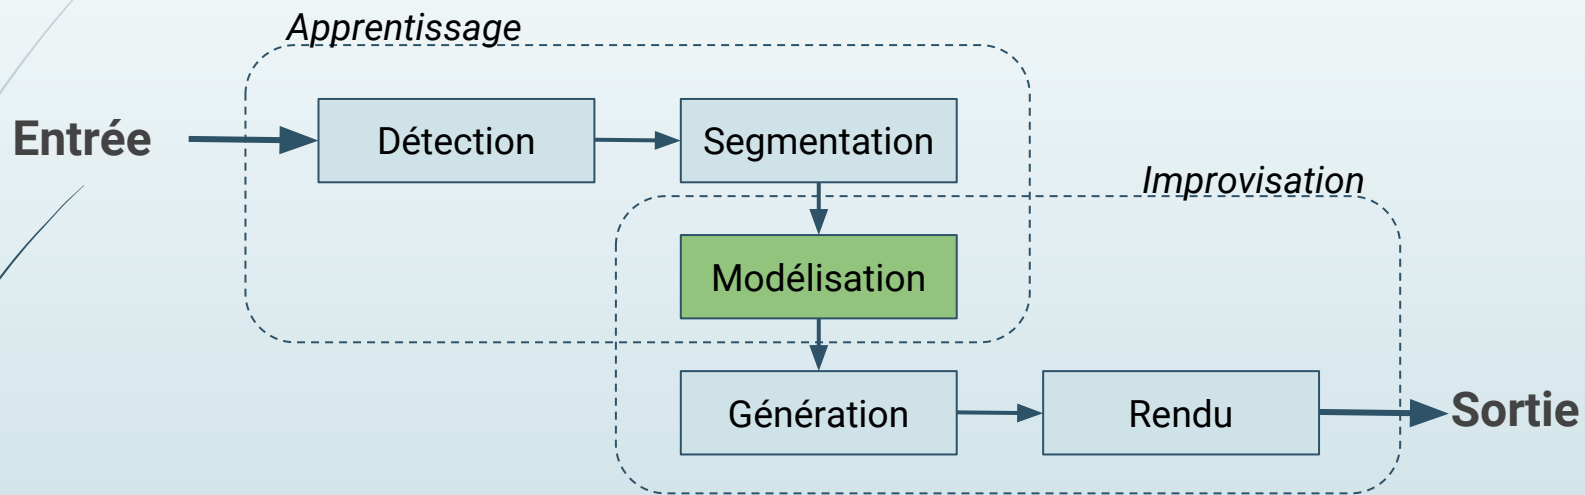 Apprentissage
Entrée
Détection
Segmentation
Improvisation
Modélisation
Génération
Rendu
Sortie